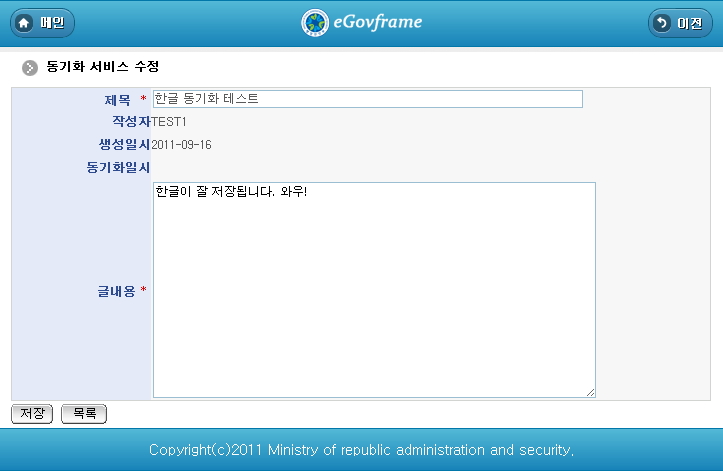 메인
eGovframe
이전
동기화 서비스 수정
제목 * 한글 동기화 테스트
작성자 TEST1
생성일시 2011-09-16
동기화일시
글내용 * 한글이 잘 저장됩니다. 와우!
저장 목록
Copyright(c)2011 Ministry of republic administration and security.